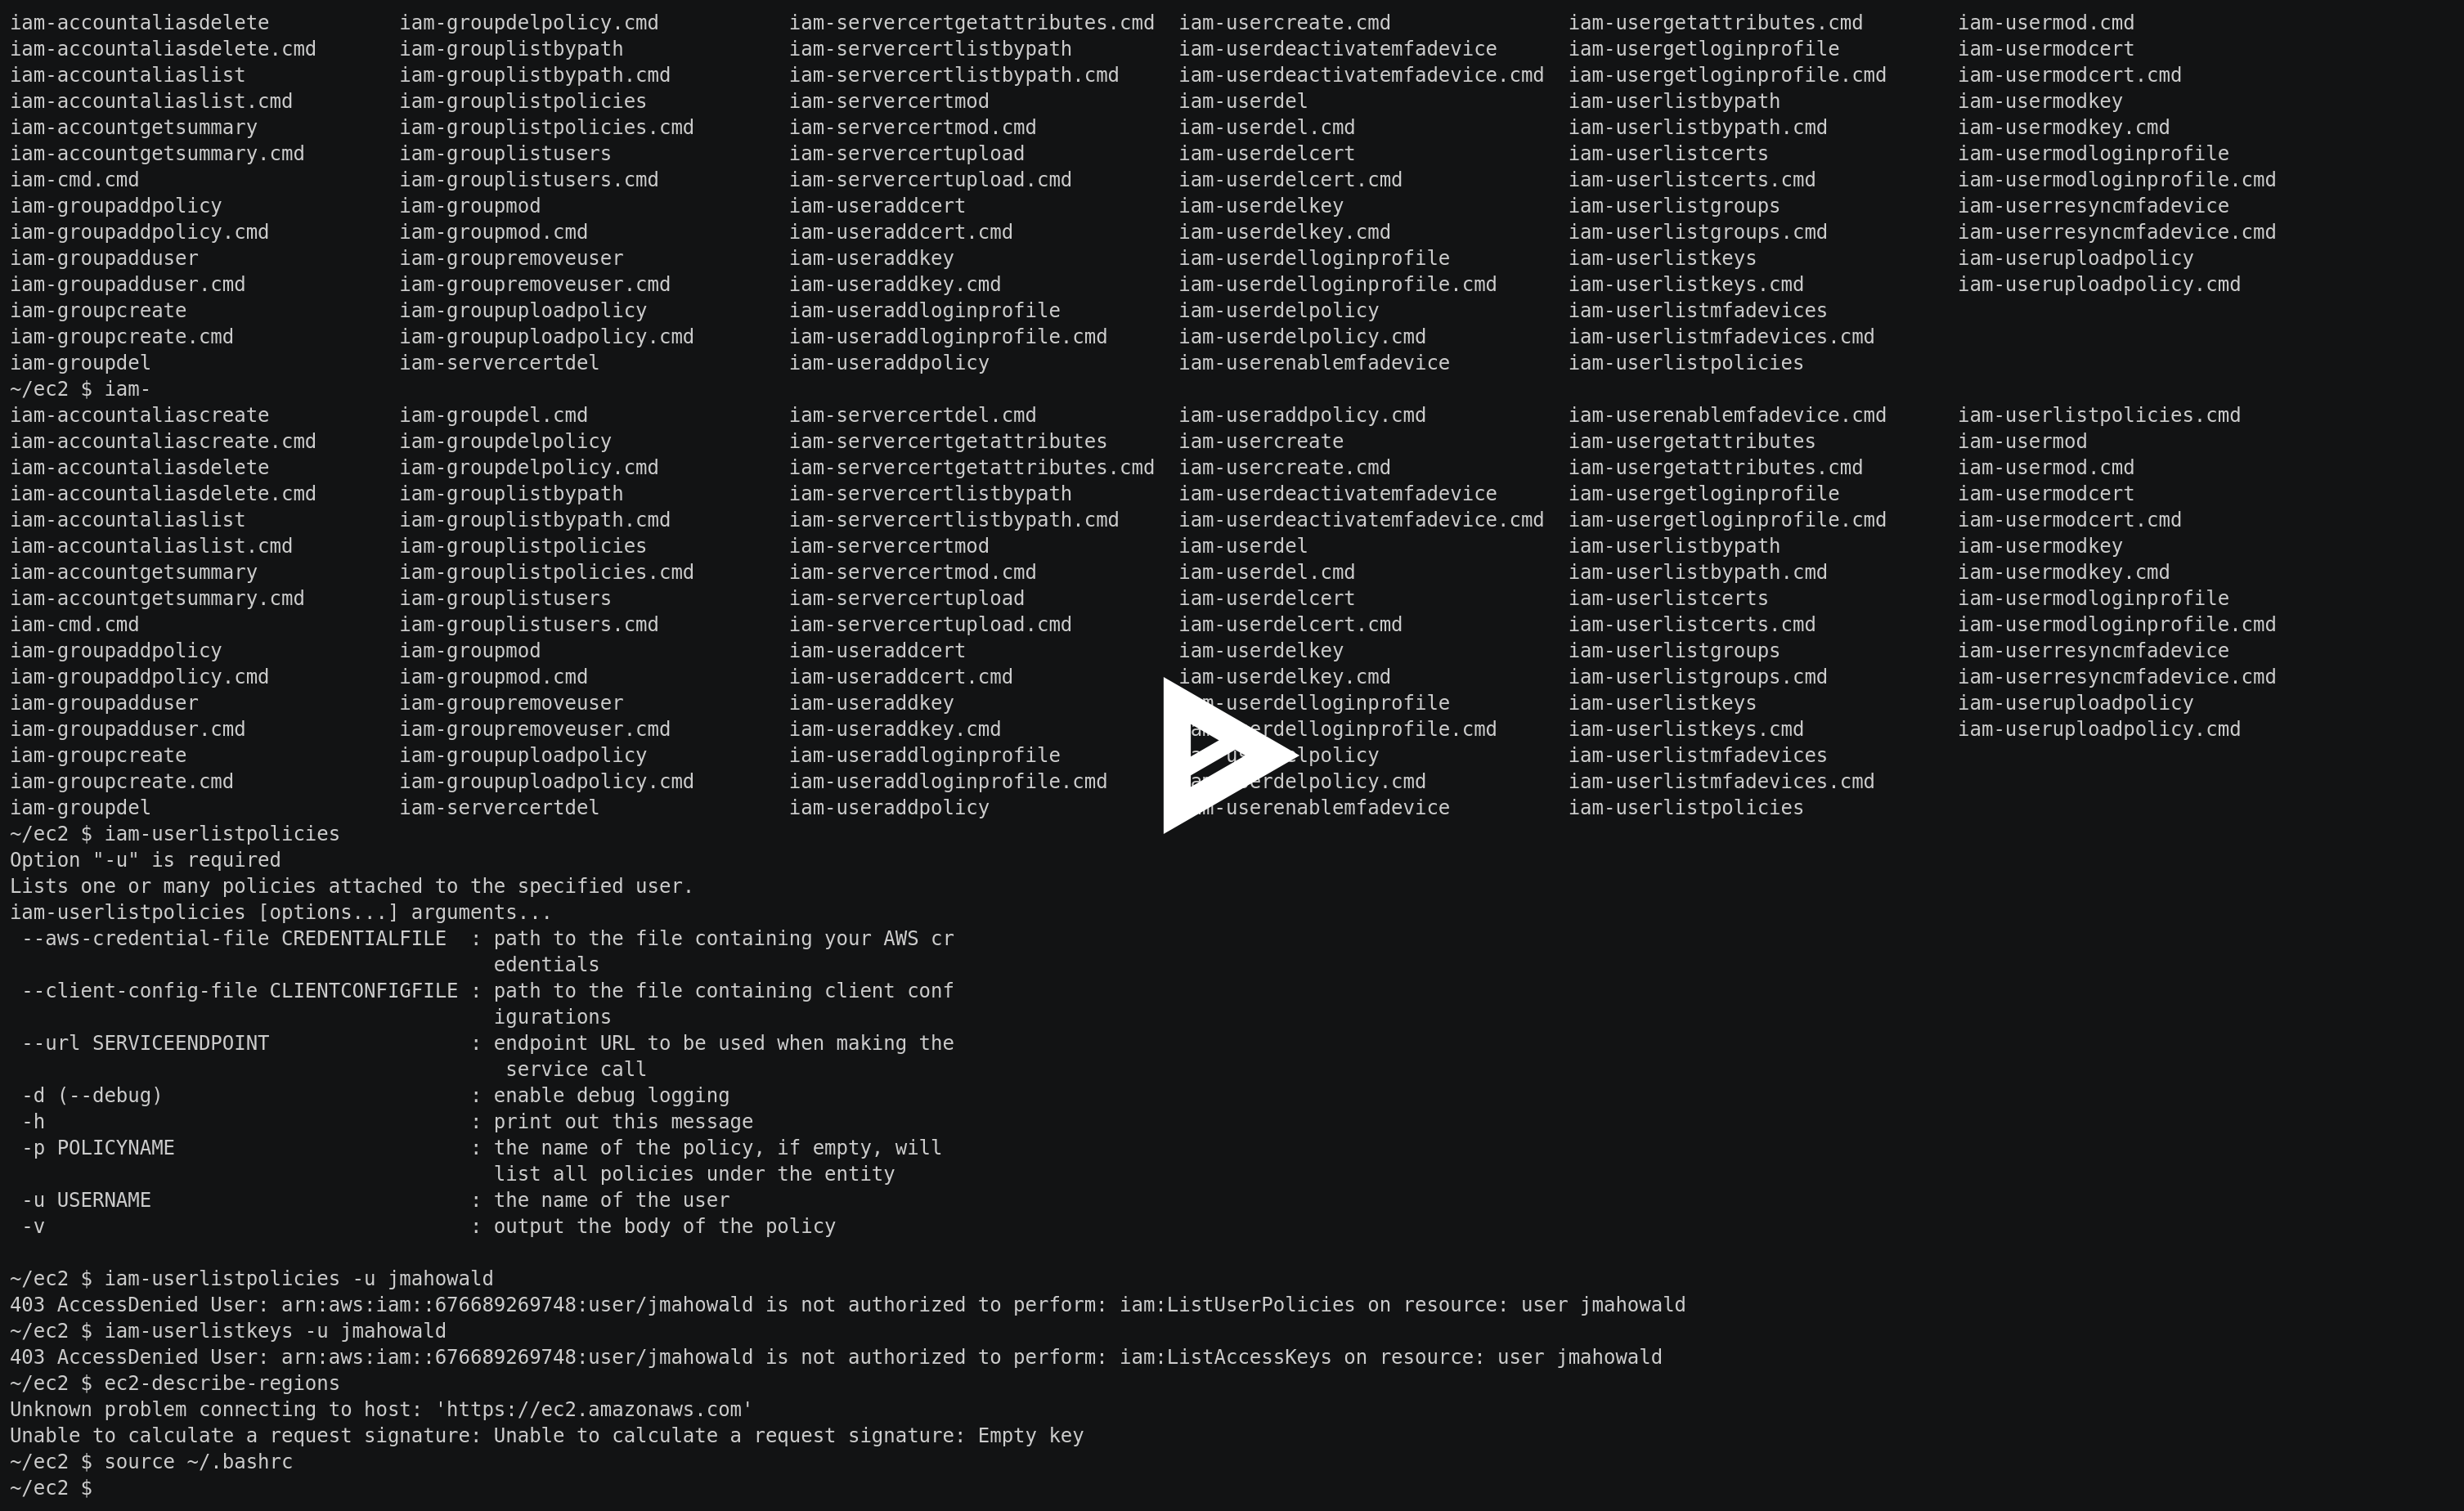 iam-accountaliasdelete iam-groupdelpolicy.cmd iam-servercertgetattributes.cmd iam-usercreate.cmd iam-usergetattributes.cmd iam-usermod.cmd
iam-accountaliasdelete.cmd iam-grouplistbypath iam-servercertlistbypath iam-userdeactivatemfadevice iam-usergetloginprofile iam-usermodcert
iam-accountaliaslist iam-grouplistbypath.cmd iam-servercertlistbypath.cmd iam-userdeactivatemfadevice.cmd iam-usergetloginprofile.cmd iam-usermodcert.cmd
iam-accountaliaslist.cmd iam-grouplistpolicies iam-servercertmod iam-userdel iam-userlistbypath iam-usermodkey
iam-accountgetsummary iam-grouplistpolicies.cmd iam-servercertmod.cmd iam-userdel.cmd iam-userlistbypath.cmd iam-usermodkey.cmd
iam-accountgetsummary.cmd iam-grouplistusers iam-servercertupload iam-userdelcert iam-userlistcerts iam-usermodloginprofile
iam-cmd.cmd iam-grouplistusers.cmd iam-servercertupload.cmd iam-userdelcert.cmd iam-userlistcerts.cmd iam-usermodloginprofile.cmd
iam-groupaddpolicy iam-groupmod iam-useraddcert iam-userdelkey iam-userlistgroups iam-userresyncmfadevice
iam-groupaddpolicy.cmd iam-groupmod.cmd iam-useraddcert.cmd iam-userdelkey.cmd iam-userlistgroups.cmd iam-userresyncmfadevice.cmd
iam-groupadduser iam-groupremoveuser iam-useraddkey iam-userdelloginprofile iam-userlistkeys iam-useruploadpolicy
iam-groupadduser.cmd iam-groupremoveuser.cmd iam-useraddkey.cmd iam-userdelloginprofile.cmd iam-userlistkeys.cmd iam-useruploadpolicy.cmd
iam-groupcreate iam-groupuploadpolicy iam-useraddloginprofile iam-userdelpolicy iam-userlistmfadevices
iam-groupcreate.cmd iam-groupuploadpolicy.cmd iam-useraddloginprofile.cmd iam-userdelpolicy.cmd iam-userlistmfadevices.cmd
iam-groupdel iam-servercertdel iam-useraddpolicy iam-userenablemfadevice iam-userlistpolicies
~/ec2 $ iam-
iam-accountaliascreate iam-groupdel.cmd iam-servercertdel.cmd iam-useraddpolicy.cmd iam-userenablemfadevice.cmd iam-userlistpolicies.cmd
iam-accountaliascreate.cmd iam-groupdelpolicy iam-servercertgetattributes iam-usercreate iam-usergetattributes iam-usermod
iam-accountaliasdelete iam-groupdelpolicy.cmd iam-servercertgetattributes.cmd iam-usercreate.cmd iam-usergetattributes.cmd iam-usermod.cmd
iam-accountaliasdelete.cmd iam-grouplistbypath iam-servercertlistbypath iam-userdeactivatemfadevice iam-usergetloginprofile iam-usermodcert
iam-accountaliaslist iam-grouplistbypath.cmd iam-servercertlistbypath.cmd iam-userdeactivatemfadevice.cmd iam-usergetloginprofile.cmd iam-usermodcert.cmd
iam-accountaliaslist.cmd iam-grouplistpolicies iam-servercertmod iam-userdel iam-userlistbypath iam-usermodkey
iam-accountgetsummary iam-grouplistpolicies.cmd iam-servercertmod.cmd iam-userdel.cmd iam-userlistbypath.cmd iam-usermodkey.cmd
iam-accountgetsummary.cmd iam-grouplistusers iam-servercertupload iam-userdelcert iam-userlistcerts iam-usermodloginprofile
iam-cmd.cmd iam-grouplistusers.cmd iam-servercertupload.cmd iam-userdelcert.cmd iam-userlistcerts.cmd iam-usermodloginprofile.cmd
iam-groupaddpolicy iam-groupmod iam-useraddcert iam-userdelkey iam-userlistgroups iam-userresyncmfadevice
iam-groupaddpolicy.cmd iam-groupmod.cmd iam-useraddcert.cmd iam-userdelkey.cmd iam-userlistgroups.cmd iam-userresyncmfadevice.cmd
iam-groupadduser iam-groupremoveuser iam-useraddkey iam-userdelloginprofile iam-userlistkeys iam-useruploadpolicy
iam-groupadduser.cmd iam-groupremoveuser.cmd iam-useraddkey.cmd iam-userdelloginprofile.cmd iam-userlistkeys.cmd iam-useruploadpolicy.cmd
iam-groupcreate iam-groupuploadpolicy iam-useraddloginprofile iam-userdelpolicy iam-userlistmfadevices
iam-groupcreate.cmd iam-groupuploadpolicy.cmd iam-useraddloginprofile.cmd iam-userdelpolicy.cmd iam-userlistmfadevices.cmd
iam-groupdel iam-servercertdel iam-useraddpolicy iam-userenablemfadevice iam-userlistpolicies
~/ec2 $ iam-userlistpolicies
Option "-u" is required
Lists one or many policies attached to the specified user.
iam-userlistpolicies [options...] arguments...
--aws-credential-file CREDENTIALFILE : path to the file containing your AWS cr
edentials
--client-config-file CLIENTCONFIGFILE : path to the file containing client conf
igurations
--url SERVICEENDPOINT : endpoint URL to be used when making the
service call
-d (--debug) : enable debug logging
-h : print out this message
-p POLICYNAME : the name of the policy, if empty, will
list all policies under the entity
-u USERNAME : the name of the user
-v : output the body of the policy
~/ec2 $ iam-userlistpolicies -u jmahowald
403 AccessDenied User: arn:aws:iam::676689269748:user/jmahowald is not authorized to perform: iam:ListUserPolicies on resource: user jmahowald
~/ec2 $ iam-userlistkeys -u jmahowald
403 AccessDenied User: arn:aws:iam::676689269748:user/jmahowald is not authorized to perform: iam:ListAccessKeys on resource: user jmahowald
~/ec2 $ ec2-describe-regions
Unknown problem connecting to host: 'https://ec2.amazonaws.com'
Unable to calculate a request signature: Unable to calculate a request signature: Empty key
~/ec2 $ source ~/.bashrc
~/ec2 $